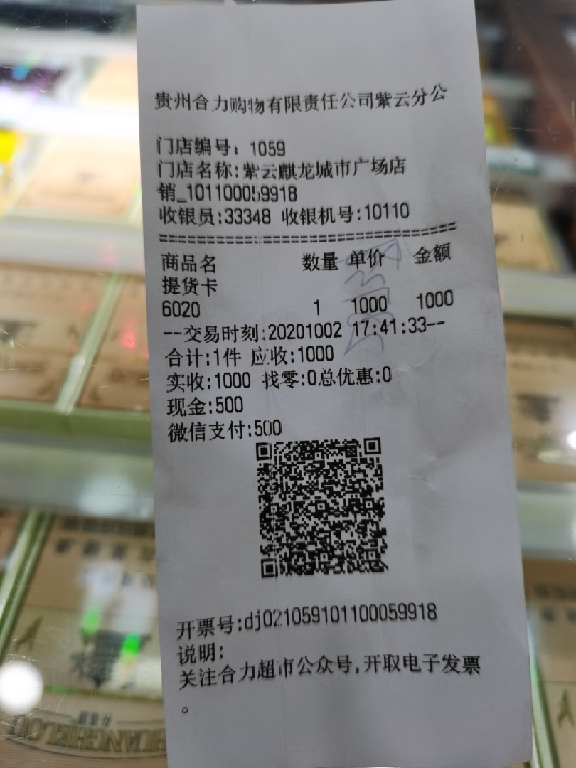 贵州合力购物有限责任公司紫云分公
门店编号: 1059
门店名称:紫云麒龙城市广场店
销_101100059918
收银员:33348 收银机号:10110
================================
商品名 数量 单价 金额
提货卡
6020 1 1000 1000
--交易时刻:20201002 17:41:33--
合计:1件 应收:1000
实收:1000 找零:0总优惠:0
现金:500
微信支付:500
开票号:dj021059101100059918
说明:
关注合力超市公众号,开取电子发票
。